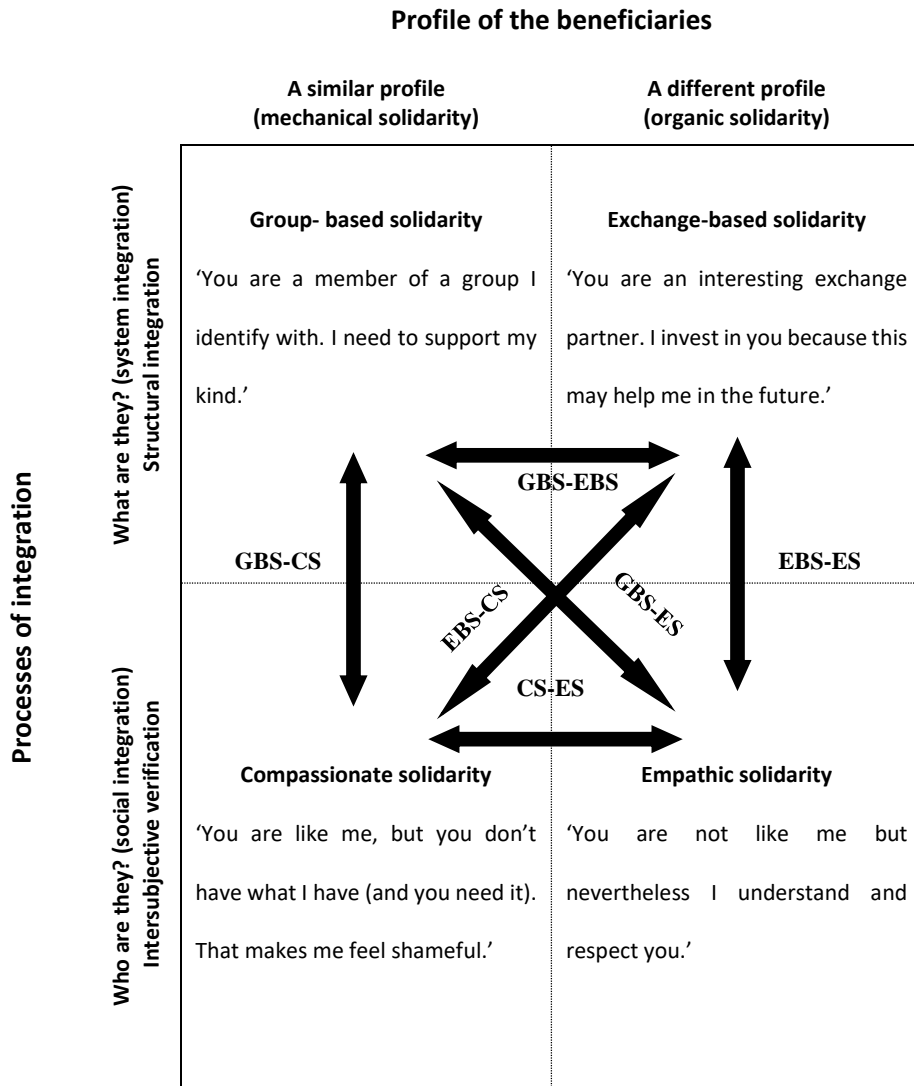 Profile of the beneficiaries
A similar profile
(mechanical solidarity)
A different profile
(organic solidarity)
Processes of integration
What are they? (system integration)
Structural integration
Group- based solidarity
‘You are a member of a group I
identify with. I need to support my
kind.’
Exchange-based solidarity
‘You are an interesting exchange
partner. I invest in you because this
may help me in the future.’
GBS-EBS
GBS-CS
EBS-ES
EBS-CS
GBS-ES
CS-ES
Who are they? (social integration)
Intersubjective verification
Compassionate solidarity
‘You are like me, but you don’t
have what I have (and you need it).
That makes me feel shameful.’
Empathic solidarity
‘You are not like me but
nevertheless I understand and
respect you.’